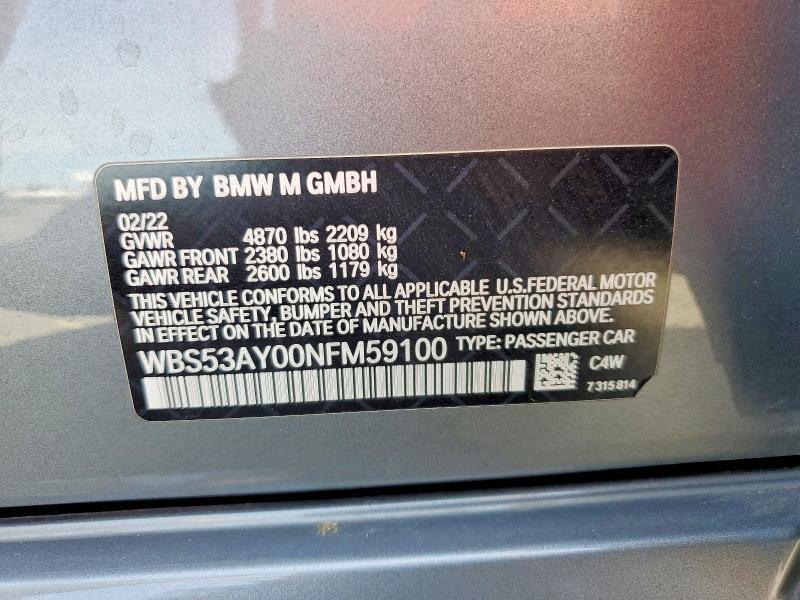 MFD BY BMW M GMBH
02/22
GVWR 4870 lbs 2209 kg
GAWR FRONT 2380 lbs 1080 kg
GAWR REAR 2600 lbs 1179 kg
THIS VEHICLE CONFORMS TO ALL APPLICABLE U.S.FEDERAL MOTOR
VEHICLE SAFETY, BUMPER AND THEFT PREVENTION STANDARDS
IN EFFECT ON THE DATE OF MANUFACTURE SHOWN ABOVE.
WBS53AY00NFM59100 TYPE: PASSENGER CAR
C4W
7315814